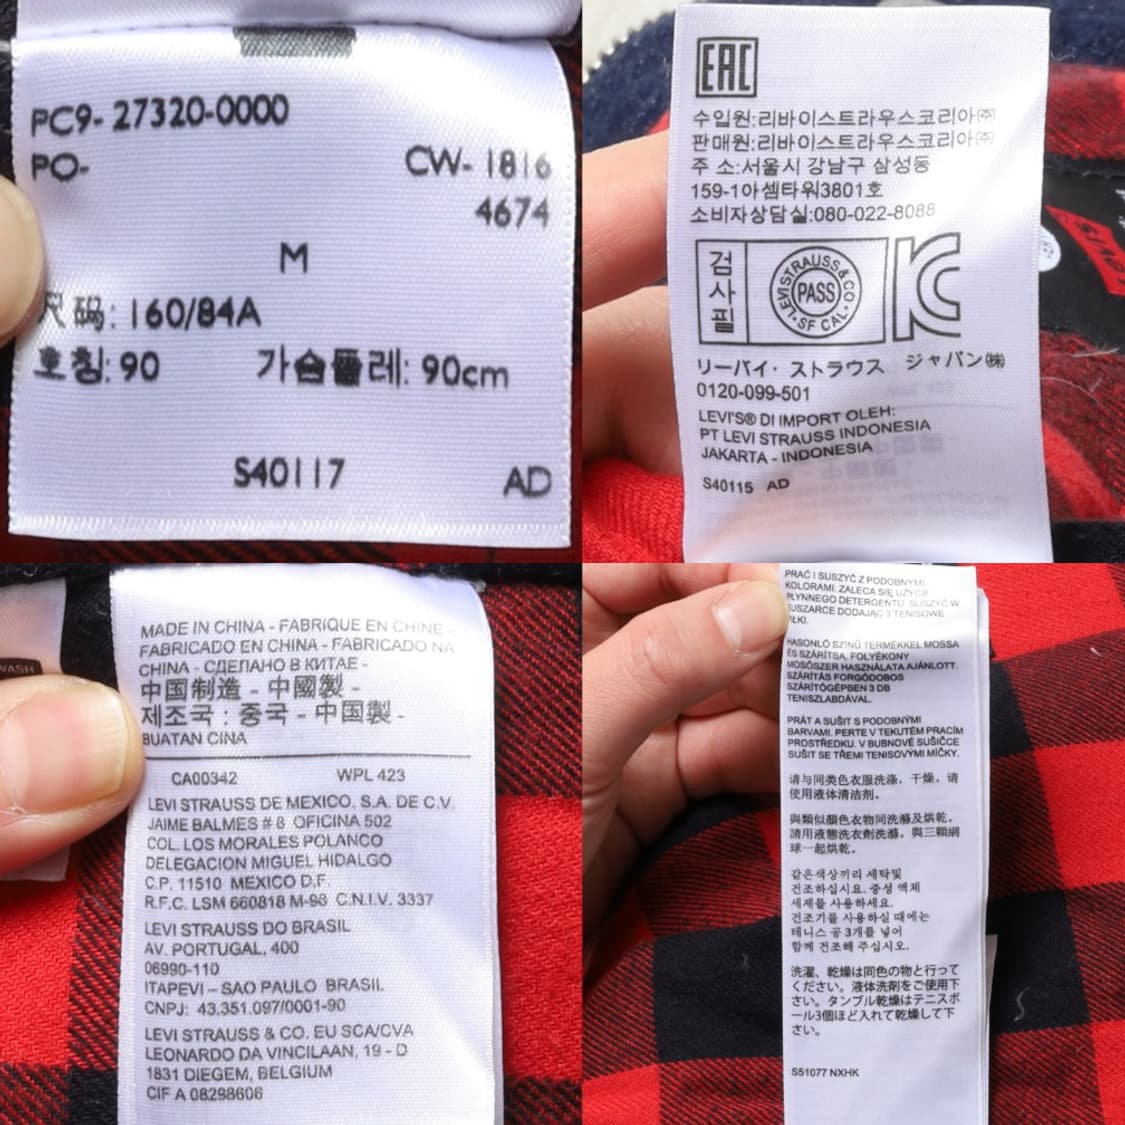 PC9- 27320-0000
PO-
CW- 1816
4674
M
尺码: 160/84A
호칭: 90 가슴둘레: 90cm
S40117 AD
EAC
수입원:리바이스트라우스코리아㈜
판매원:리바이스트라우스코리아㈜
주 소:서울시 강남구 삼성동
159-1아셈타워3801호
소비자상담실:080-022-8088
검사필
LEVI STRAUSS & CO.
PASS
SF CAL.
KC
リーバイ・ストラウス ジャパン㈱
0120-099-501
LEVI'S® DI IMPORT OLEH:
PT LEVI STRAUSS INDONESIA
JAKARTA - INDONESIA
S40115 AD
WASH
MADE IN CHINA - FABRIQUE EN CHINE -
FABRICADO EN CHINA - FABRICADO NA
CHINA - СДЕЛАНО В КИТАЕ -
中国制造 - 中國製 -
제조국 : 중국 - 中国製 -
BUATAN CINA
CA00342 WPL 423
LEVI STRAUSS DE MEXICO, S.A. DE C.V.
JAIME BALMES # 8 OFICINA 502
COL. LOS MORALES POLANCO
DELEGACION MIGUEL HIDALGO
C.P. 11510 MEXICO D.F.
R.F.C. LSM 660818 M-98 C.N.I.V. 3337
LEVI STRAUSS DO BRASIL
AV. PORTUGAL, 400
06990-110
ITAPEVI – SAO PAULO BRASIL
CNPJ: 43.351.097/0001-90
LEVI STRAUSS & CO. EU SCA/CVA
LEONARDO DA VINCILAAN, 19 - D
1831 DIEGEM, BELGIUM
CIF A 08298606
PRAĆ I SUSZYĆ Z PODOBNYMI
KOLORAMI. ZALECA SIĘ UŻYCIE
PŁYNNEGO DETERGENTU. SUSZYĆ W
SUSZARCE DODAJĄC 3 TENISOWE
HASONLÓ SZÍNŰ TERMÉKKEL MOSSA
ÉS SZÁRÍTSA. FOLYÉKONY
MOSÓSZER HASZNÁLATA AJÁNLOTT.
SZÁRÍTÁS FORGÓDOBOS
SZÁRÍTÓGÉPBEN 3 DB
TENISZLABDÁVAL.
PRÁT A SUŠIT S PODOBNÝMI
BARVAMI. PERTE V TEKUTÉM PRACÍM
PROSTŘEDKU. V BUBNOVÉ SUŠIČCE
SUŠIT SE TŘEMI TENISOVÝMI MÍČKY.
请与同类色衣服洗涤，干燥。请
使用液体清洁剂。
與類似顏色衣物同洗滌及烘乾。
請用液態洗衣劑洗滌。與三顆網
球一起烘乾。
같은색상끼리 세탁및
건조하십시요. 중성 액체
세제를 사용하세요.
건조기를 사용하실 때에는
테니스 공 3개를 넣어
함께 건조해 주십시오.
洗濯、乾燥は同色の物と行って
ください。液体洗剤をご使用下
さい。タンブル乾燥はテニスボ
ール3個ほど入れて乾燥して下
さい。
S51077 NXHK